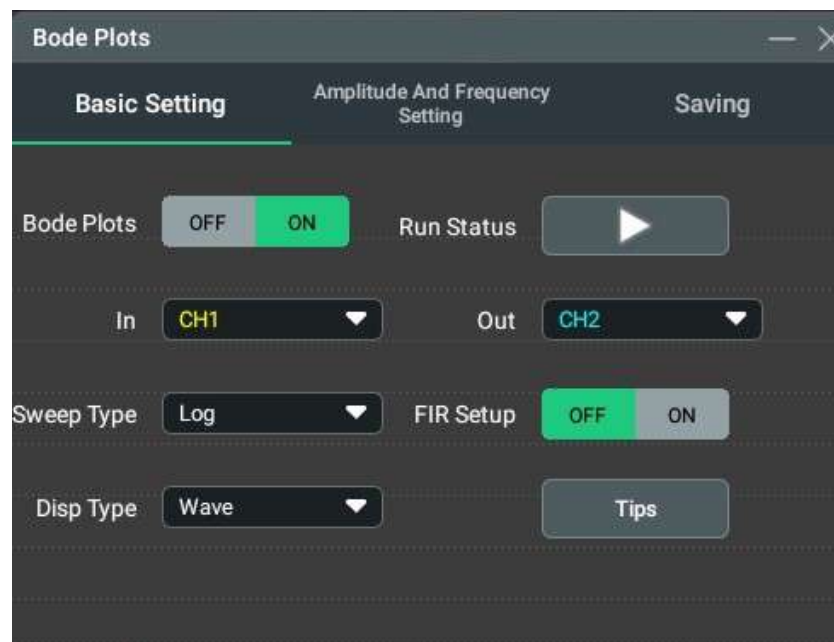 Bode Plots
Basic Setting
Amplitude And Frequency
Setting
Saving
Bode Plots
OFF
ON
Run Status
In
CH1
Out
CH2
Sweep Type
Log
FIR Setup
OFF
ON
Disp Type
Wave
Tips